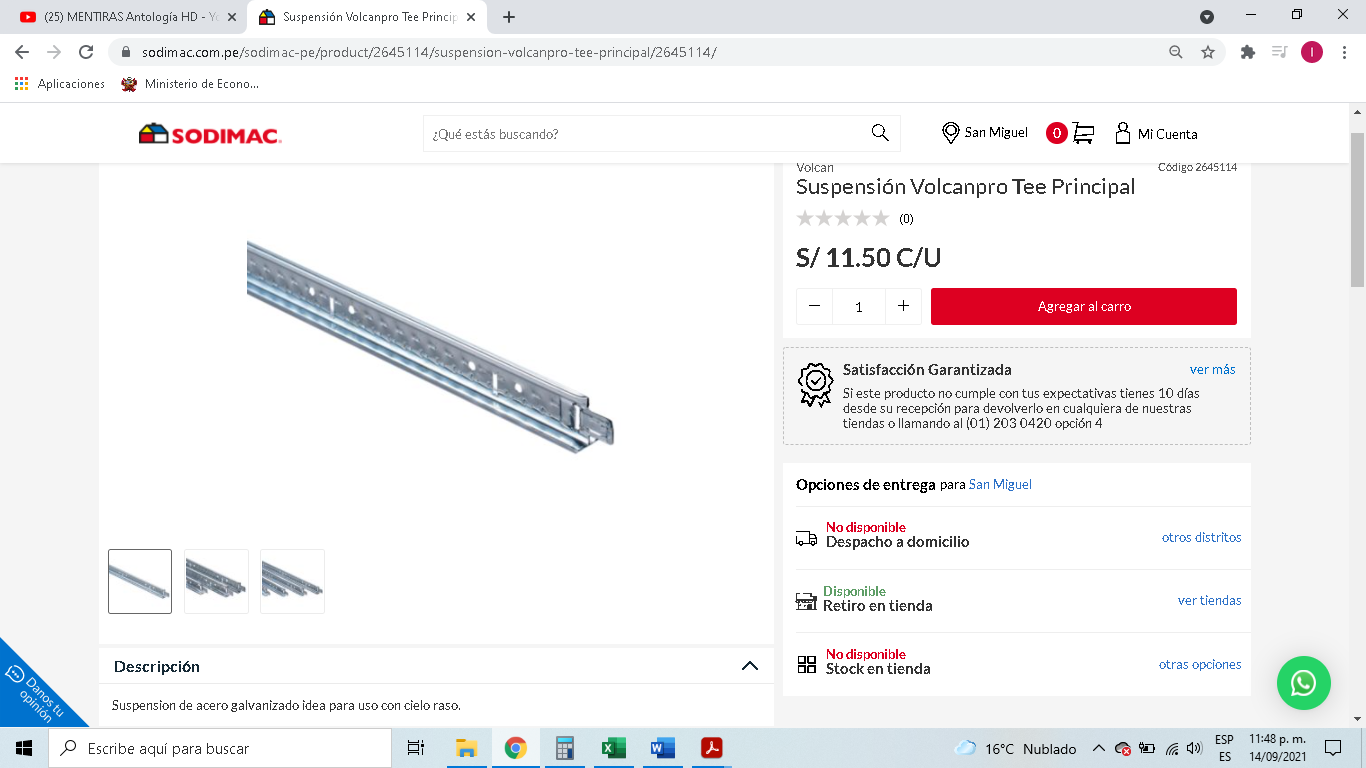 (25) MENTIRAS Antología HD - Yo
Suspensión Volcanpro Tee Princip
sodimac.com.pe/sodimac-pe/product/2645114/suspension-volcanpro-tee-principal/2645114/
I
Aplicaciones
Ministerio de Econo...
SODIMAC.
¿Qué estás buscando?
San Miguel
0
Mi Cuenta
Volcan
Código 2645114
Suspensión Volcanpro Tee Principal
(0)
S/ 11.50 C/U
1
Agregar al carro
Satisfacción Garantizada
ver más
Si este producto no cumple con tus expectativas tienes 10 días
desde su recepción para devolverlo en cualquiera de nuestras
tiendas o llamando al (01) 203 0420 opción 4
Opciones de entrega para San Miguel
No disponible
Despacho a domicilio
otros distritos
Disponible
Retiro en tienda
ver tiendas
No disponible
Stock en tienda
otras opciones
Descripción
Suspension de acero galvanizado idea para uso con cielo raso.
Danos tu
opinión
Escribe aquí para buscar
16°C Nublado
ESP
ES
11:48 p. m.
14/09/2021